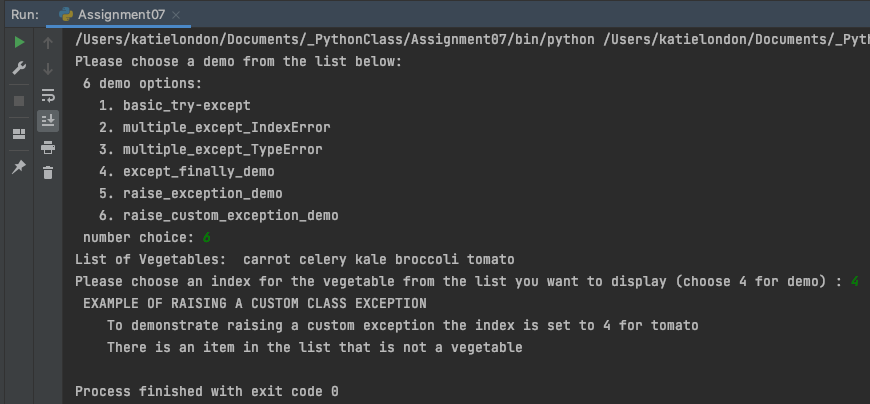 Run: Assignment07
/Users/katielondon/Documents/_PythonClass/Assignment07/bin/python /Users/katielondon/Documents/_Pyth
Please choose a demo from the list below:
6 demo options:
1. basic_try-except
2. multiple_except_IndexError
3. multiple_except_TypeError
4. except_finally_demo
5. raise_exception_demo
6. raise_custom_exception_demo
number choice: 6
List of Vegetables:  carrot celery kale broccoli tomato
Please choose an index for the vegetable from the list you want to display (choose 4 for demo) : 4
EXAMPLE OF RAISING A CUSTOM CLASS EXCEPTION
To demonstrate raising a custom exception the index is set to 4 for tomato
There is an item in the list that is not a vegetable
Process finished with exit code 0